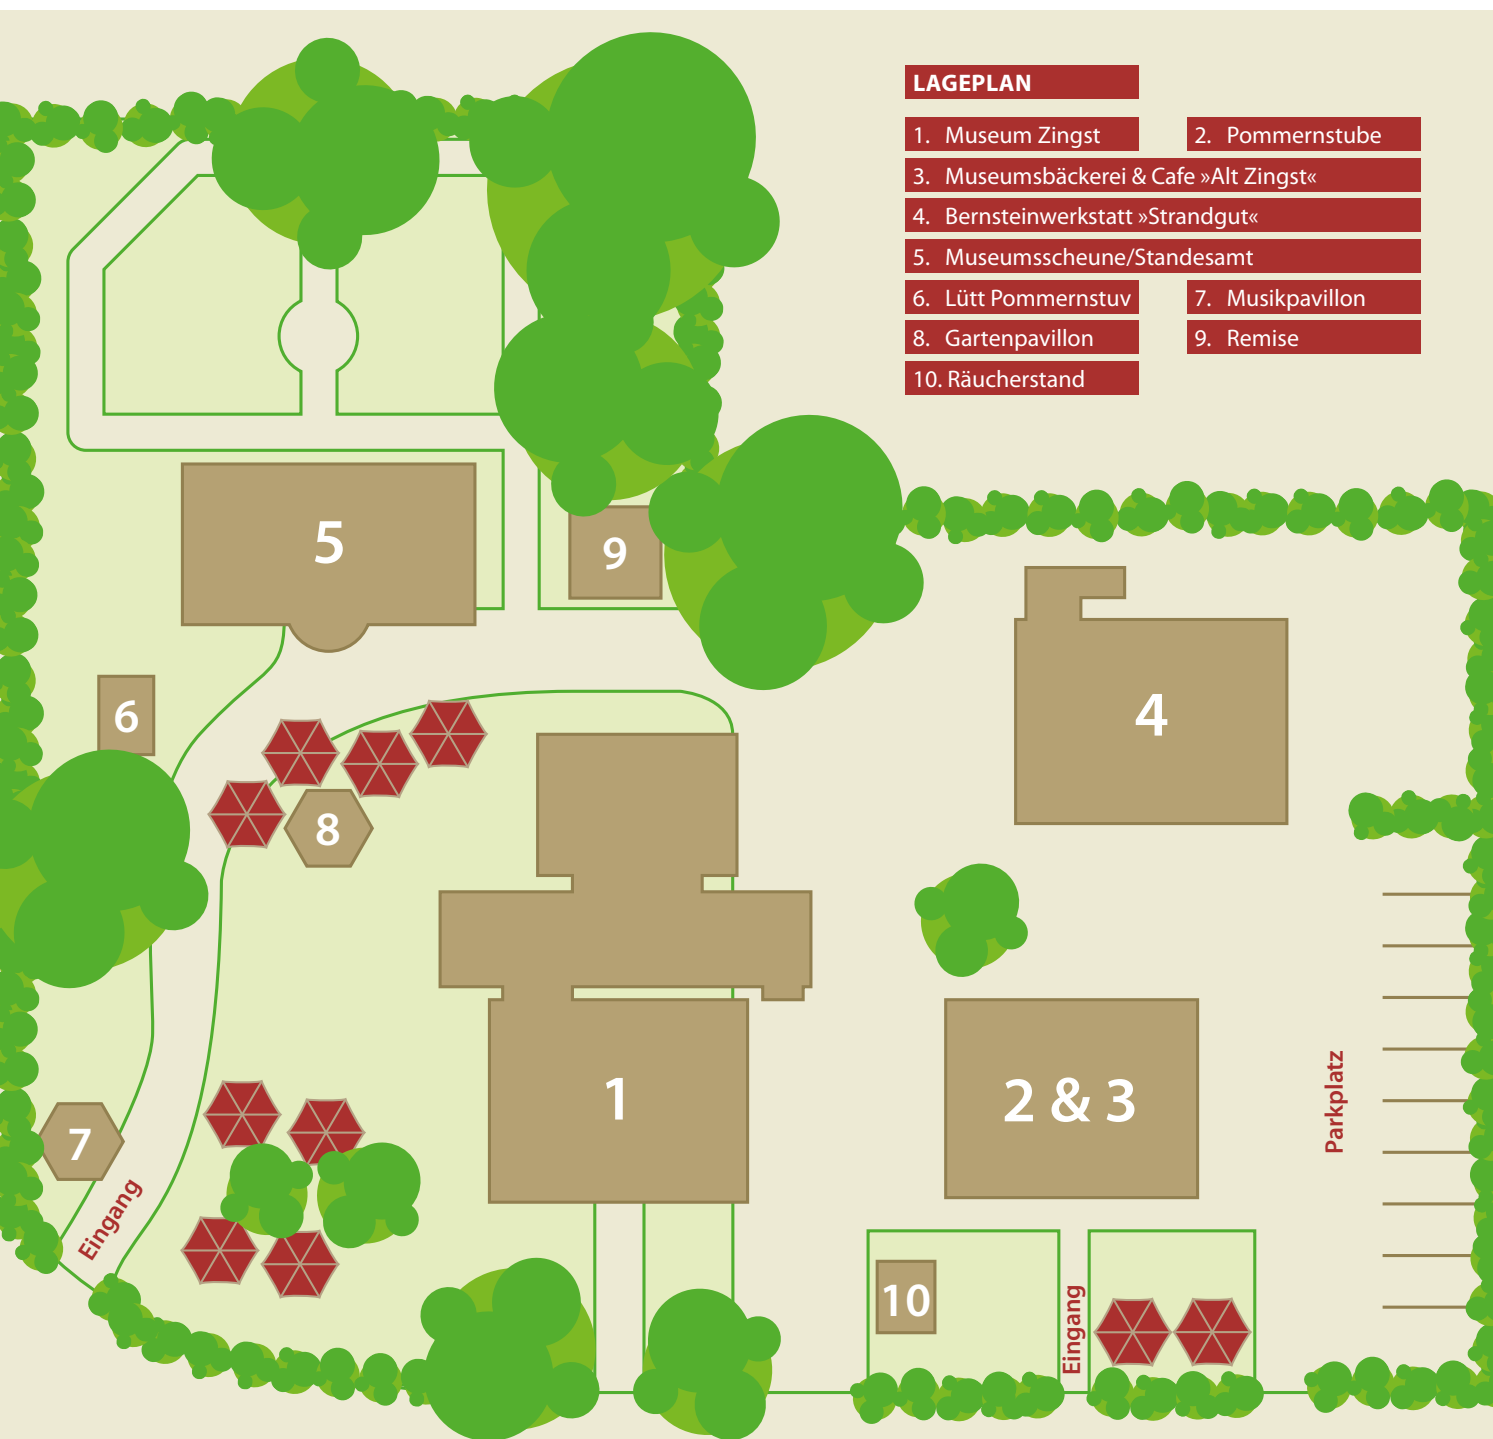 LAGEPLAN
1. Museum Zingst
2. Pommernstube
3. Museumsbäckerei & Cafe »Alt Zingst«
4. Bernsteinwerkstatt »Strandgut«
5. Museumsscheune/Standesamt
6. Lütt Pommernstuv
7. Musikpavillon
8. Gartenpavillon
9. Remise
10. Räucherstand
5
9
6
4
8
1
2 & 3
7
Eingang
Parkplatz
10
Eingang